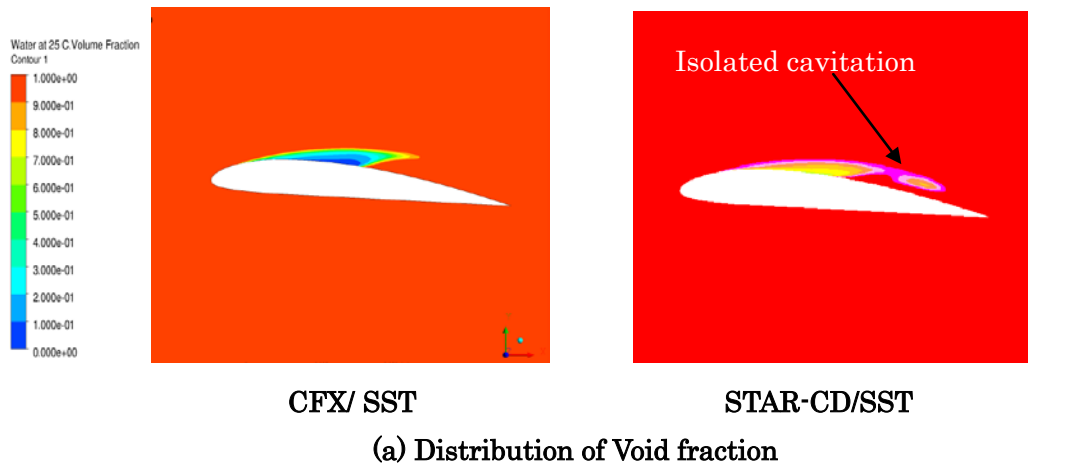 Water at 25 C.Volume Fraction
Contour 1
1.000e+00
9.000e-01
8.000e-01
7.000e-01
6.000e-01
5.000e-01
4.000e-01
3.000e-01
2.000e-01
1.000e-01
0.000e+00
Isolated cavitation
CFX/ SST
STAR-CD/SST
(a) Distribution of Void fraction